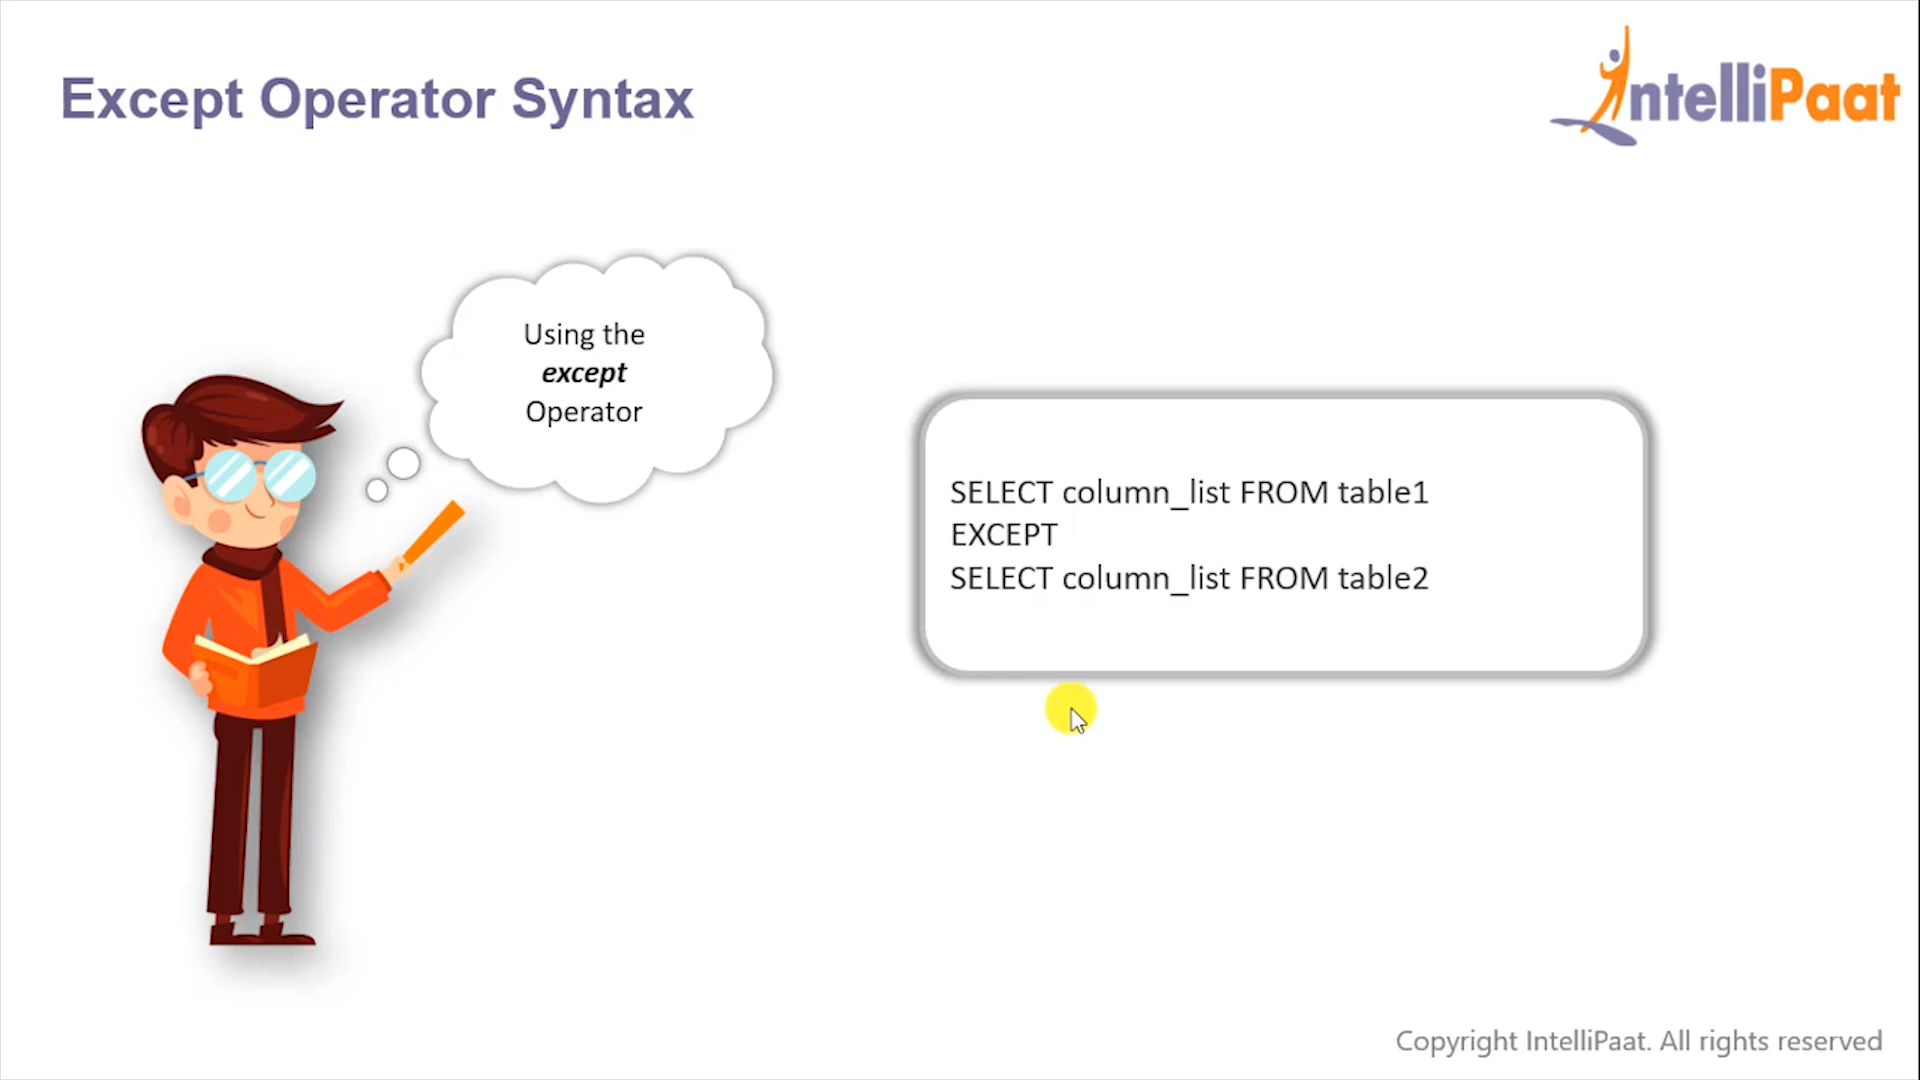 Except Operator Syntax
IntelliPaat
Using the
except
Operator
SELECT column_list FROM table1
EXCEPT
SELECT column_list FROM table2
Copyright IntelliPaat. All rights reserved